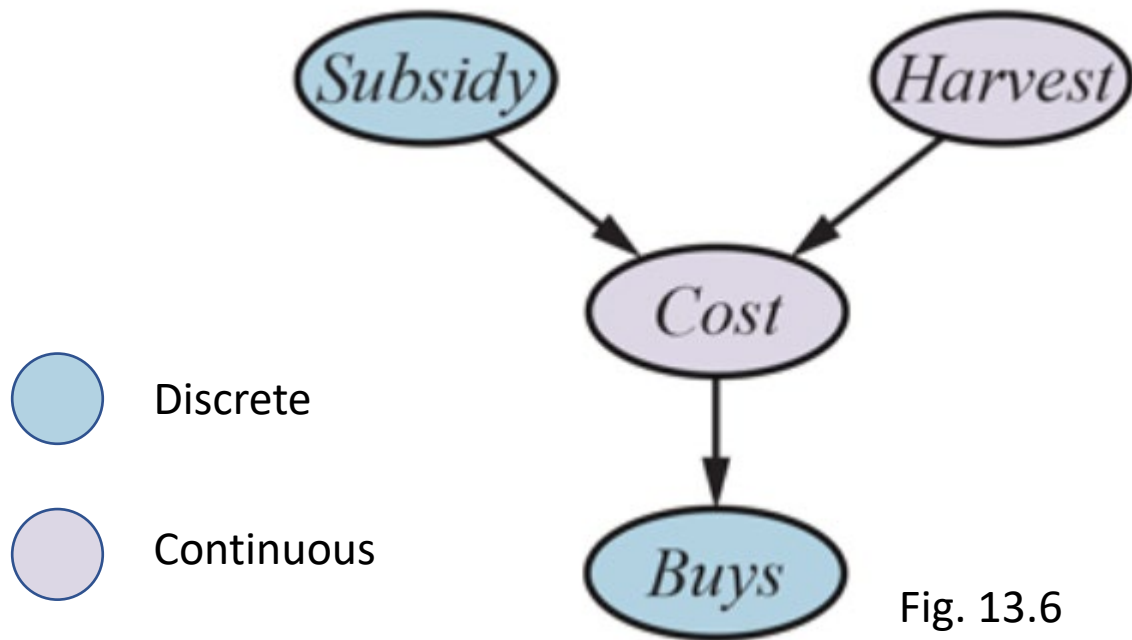 Subsidy
Harvest
Cost
Discrete
Continuous
Buys
Fig. 13.6